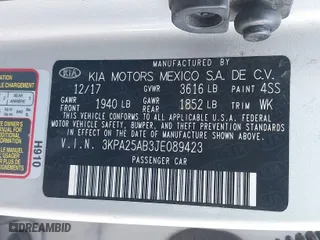 MANUFACTURED BY
KIA KIA MOTORS MEXICO S.A. DE C.V.
12/17 GVWR 3616 LB PAINT 4SS
GAWR 1940 LB GAWR 1852 LB TRIM WK
THIS VEHICLE CONFORMS TO ALL APPLICABLE FEDERAL
MOTOR VEHICLE SAFETY, BUMPER, AND THEFT PREVENTION
STANDARDS IN EFFECT ON THE DATE OF MANUFACTURE
SHOWN ABOVE.
V.I.N. 3KPA25AB3JE089423
PASSENGER CAR
H910
CHARGEMENT
© DREAMBID